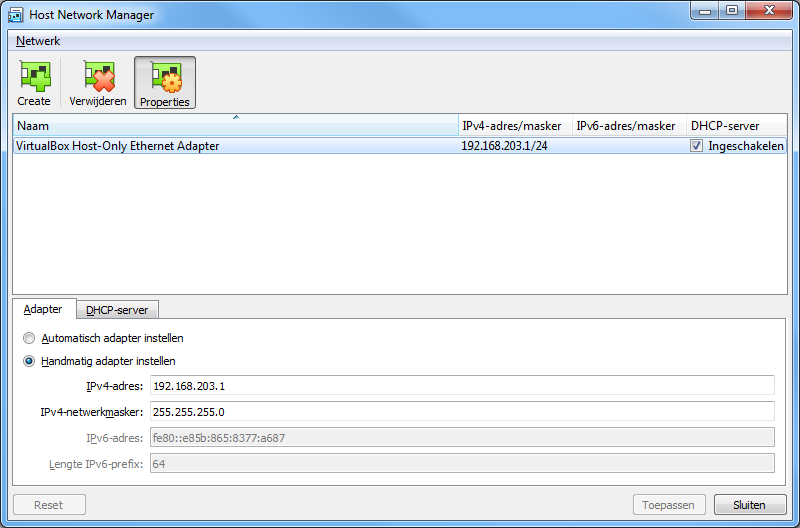 Host Network Manager
Netwerk
Create Verwijderen Properties
Naam IPv4-adres/masker IPv6-adres/masker DHCP-server
VirtualBox Host-Only Ethernet Adapter 192.168.203.1/24 Ingeschakelen
Adapter DHCP-server
Automatisch adapter instellen
Handmatig adapter instellen
IPv4-adres: 192.168.203.1
IPv4-netwerkmasker: 255.255.255.0
IPv6-adres: fe80::e85b:865:8377:a687
Lengte IPv6-prefix: 64
Reset Toepassen Sluiten